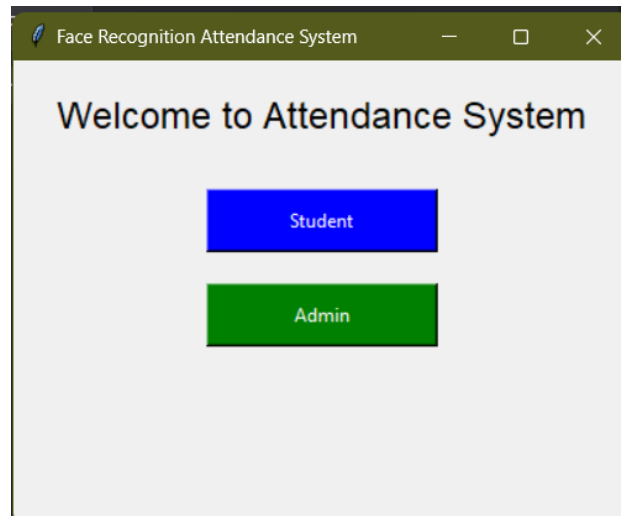 Face Recognition Attendance System
Welcome to Attendance System
Student
Admin